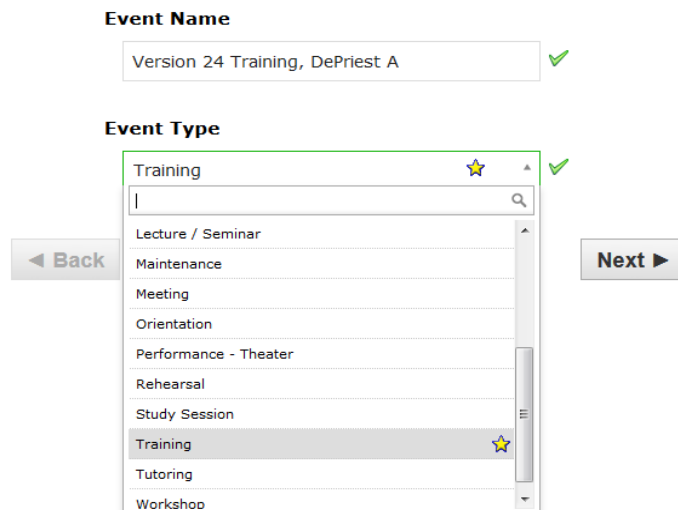 Event Name
Version 24 Training, DePriest A
Event Type
Training
Lecture / Seminar
Maintenance
Meeting
Orientation
Performance - Theater
Rehearsal
Study Session
Training
Tutoring
Workshop
◄ Back
Next ►